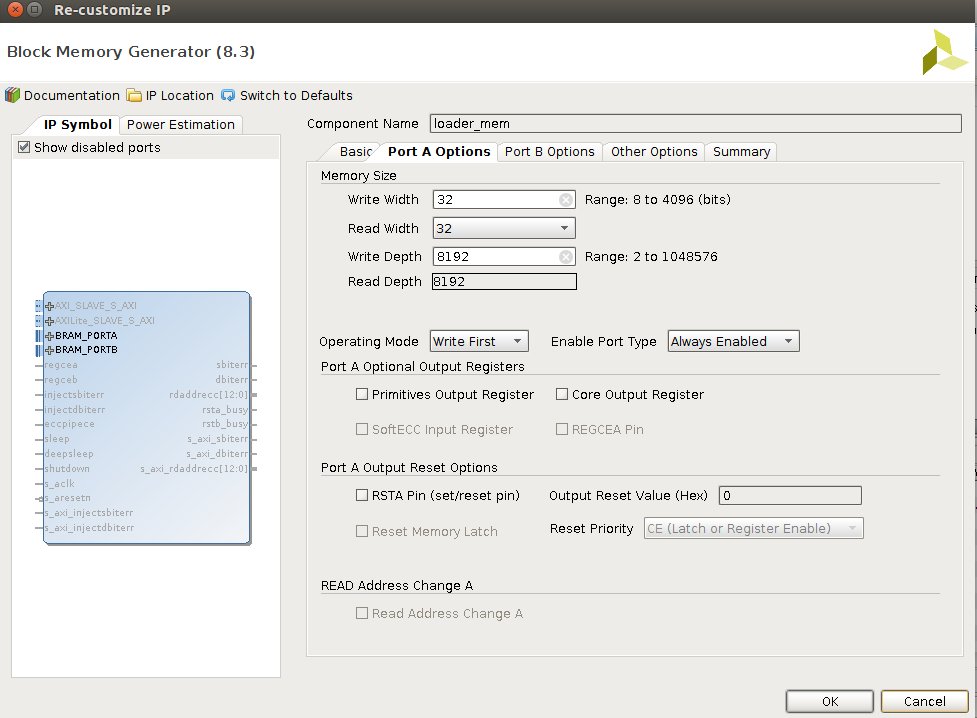 Re-customize IP
Block Memory Generator (8.3)
Documentation IP Location Switch to Defaults
IP Symbol Power Estimation
Show disabled ports
AXI_SLAVE_S_AXI
AXILite_SLAVE_S_AXI
BRAM_PORTA
BRAM_PORTB
regcea sbiterr
regceb dbiterr
injectsbiterr rdaddrecc[12:0]
injectdbiterr rsta_busy
eccpipece rstb_busy
sleep s_axi_sbiterr
deepsleep s_axi_dbiterr
shutdown s_axi_rdaddrecc[12:0]
s_aclk
s_aresetn
s_axi_injectsbiterr
s_axi_injectdbiterr
Component Name loader_mem
Basic Port A Options Port B Options Other Options Summary
Memory Size
Write Width 32 Range: 8 to 4096 (bits)
Read Width 32
Write Depth 8192 Range: 2 to 1048576
Read Depth 8192
Operating Mode Write First Enable Port Type Always Enabled
Port A Optional Output Registers
Primitives Output Register Core Output Register
SoftECC Input Register REGCEA Pin
Port A Output Reset Options
RSTA Pin (set/reset pin) Output Reset Value (Hex) 0
Reset Memory Latch Reset Priority CE (Latch or Register Enable)
READ Address Change A
Read Address Change A
OK Cancel